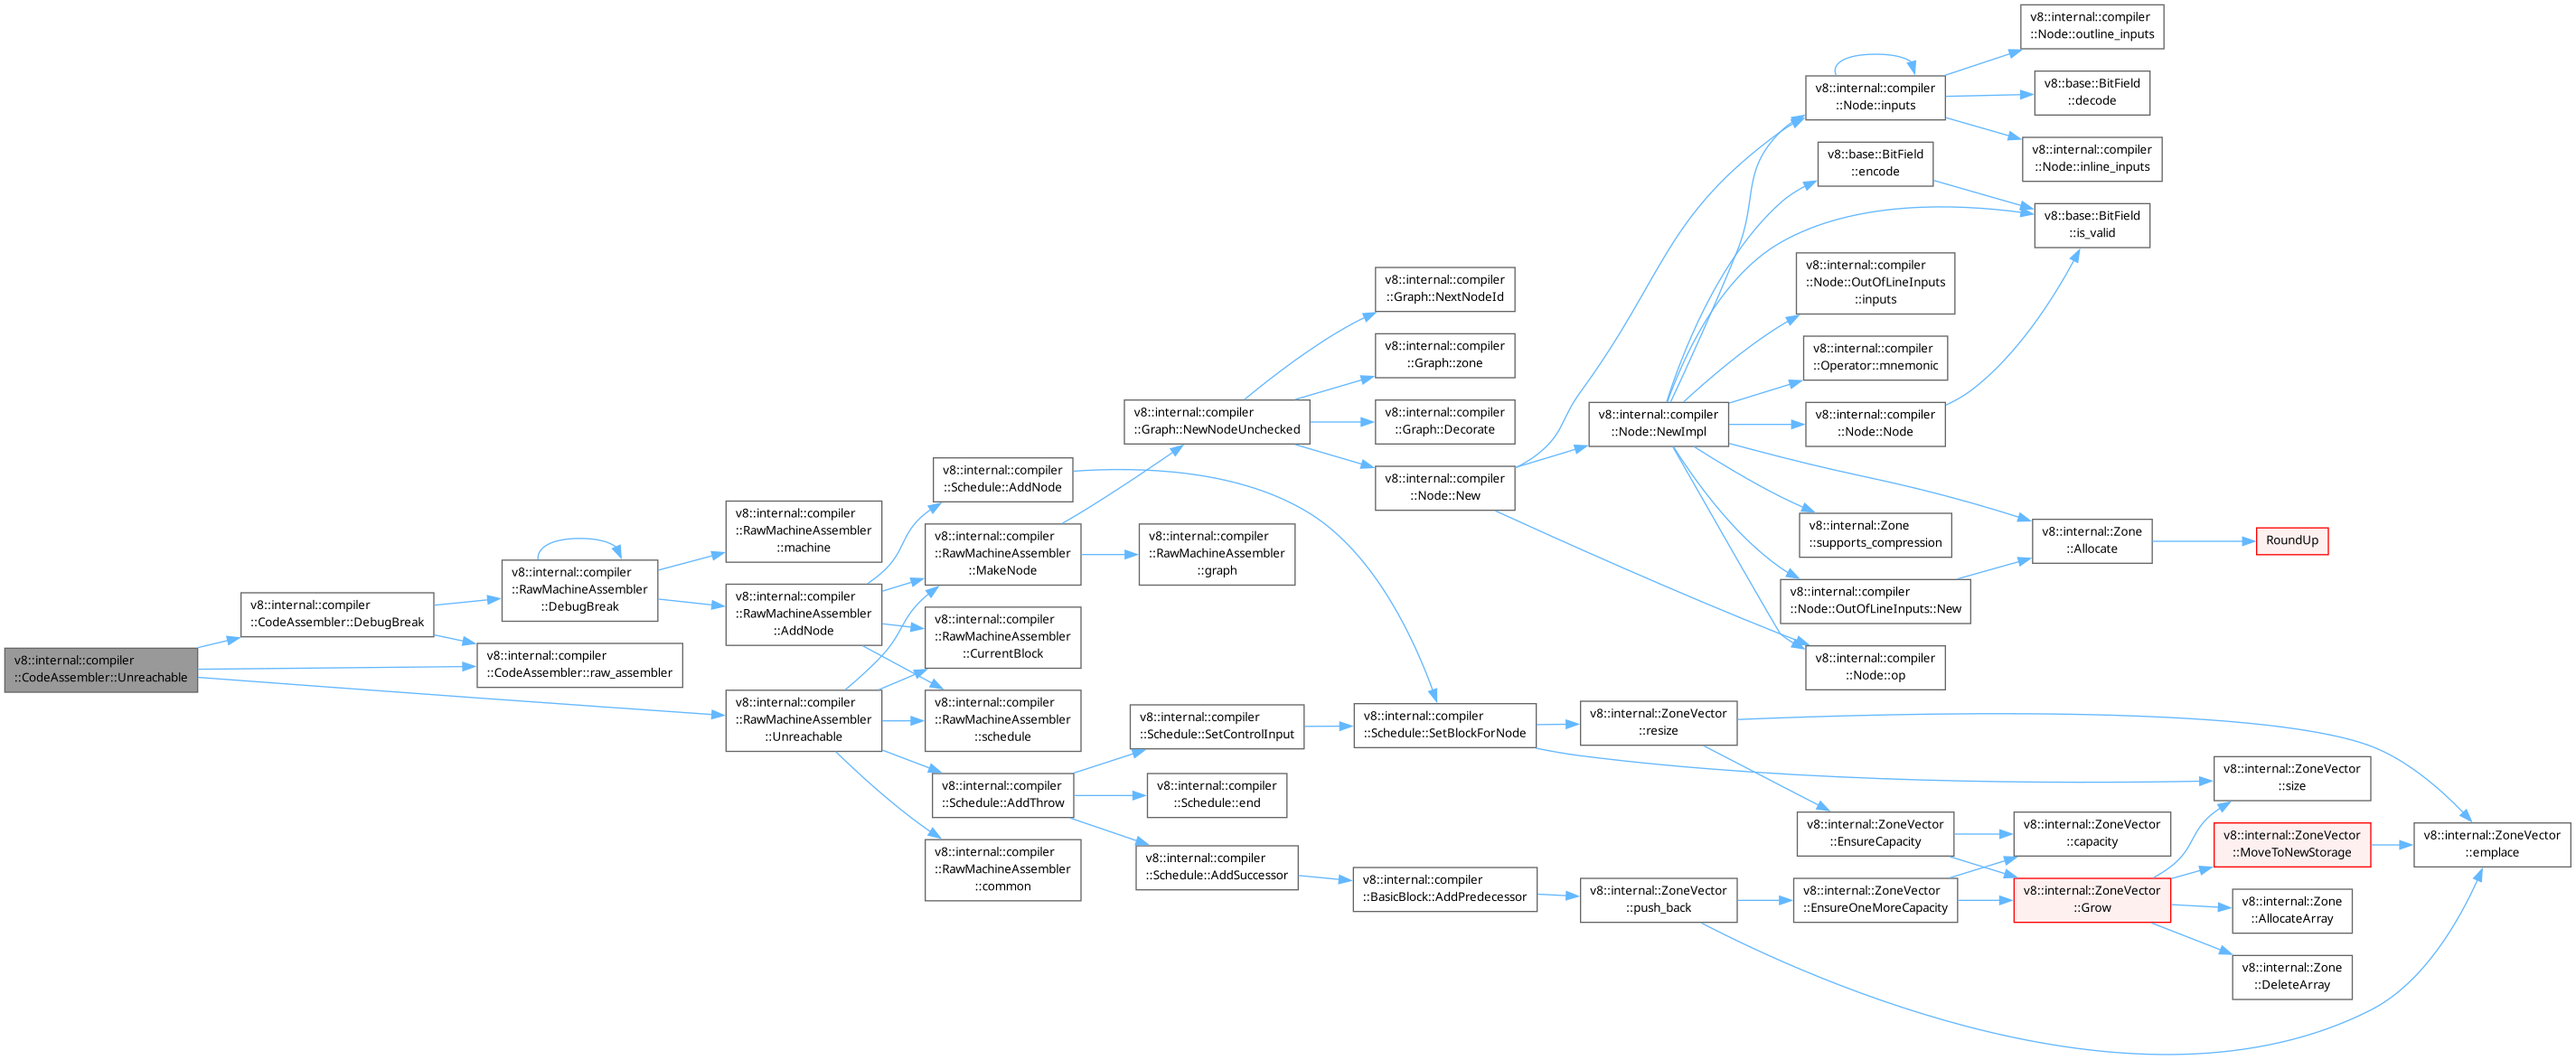 v8::internal::compiler
::CodeAssembler::Unreachable
v8::internal::compiler
::CodeAssembler::DebugBreak
v8::internal::compiler
::RawMachineAssembler
::DebugBreak
v8::internal::compiler
::CodeAssembler::raw_assembler
v8::internal::compiler
::RawMachineAssembler
::machine
v8::internal::compiler
::RawMachineAssembler
::AddNode
v8::internal::compiler
::RawMachineAssembler
::Unreachable
v8::internal::compiler
::Schedule::AddNode
v8::internal::compiler
::RawMachineAssembler
::MakeNode
v8::internal::compiler
::RawMachineAssembler
::CurrentBlock
v8::internal::compiler
::RawMachineAssembler
::schedule
v8::internal::compiler
::Schedule::AddThrow
v8::internal::compiler
::RawMachineAssembler
::common
v8::internal::compiler
::Graph::NewNodeUnchecked
v8::internal::compiler
::RawMachineAssembler
::graph
v8::internal::compiler
::Schedule::SetControlInput
v8::internal::compiler
::Schedule::end
v8::internal::compiler
::Schedule::AddSuccessor
v8::internal::compiler
::Graph::NextNodeId
v8::internal::compiler
::Graph::zone
v8::internal::compiler
::Graph::Decorate
v8::internal::compiler
::Node::New
v8::internal::compiler
::Schedule::SetBlockForNode
v8::internal::compiler
::BasicBlock::AddPredecessor
v8::internal::compiler
::Node::NewImpl
v8::internal::ZoneVector
::resize
v8::internal::ZoneVector
::push_back
v8::internal::compiler
::Node::inputs
v8::base::BitField
::encode
v8::internal::compiler
::Node::OutOfLineInputs
::inputs
v8::internal::compiler
::Operator::mnemonic
v8::internal::compiler
::Node::Node
v8::internal::Zone
::supports_compression
v8::internal::compiler
::Node::OutOfLineInputs::New
v8::internal::compiler
::Node::op
v8::internal::ZoneVector
::EnsureCapacity
v8::internal::ZoneVector
::EnsureOneMoreCapacity
v8::internal::compiler
::Node::outline_inputs
v8::base::BitField
::decode
v8::internal::compiler
::Node::inline_inputs
v8::base::BitField
::is_valid
v8::internal::Zone
::Allocate
v8::internal::ZoneVector
::capacity
v8::internal::ZoneVector
::Grow
RoundUp
v8::internal::ZoneVector
::size
v8::internal::ZoneVector
::MoveToNewStorage
v8::internal::Zone
::AllocateArray
v8::internal::Zone
::DeleteArray
v8::internal::ZoneVector
::emplace